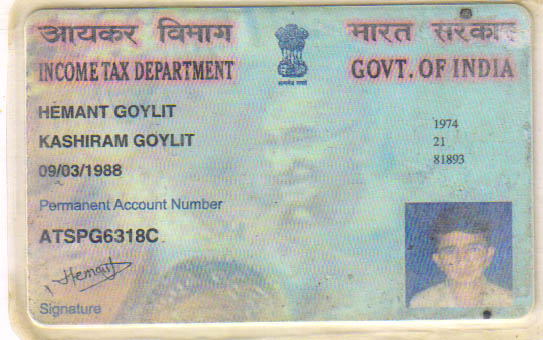 आयकर विभाग
भारत सरकार
INCOME TAX DEPARTMENT
GOVT. OF INDIA
HEMANT GOYLIT
KASHIRAM GOYLIT
09/03/1988
1974
21
81893
Permanent Account Number
ATSPG6318C
Hemant
Signature